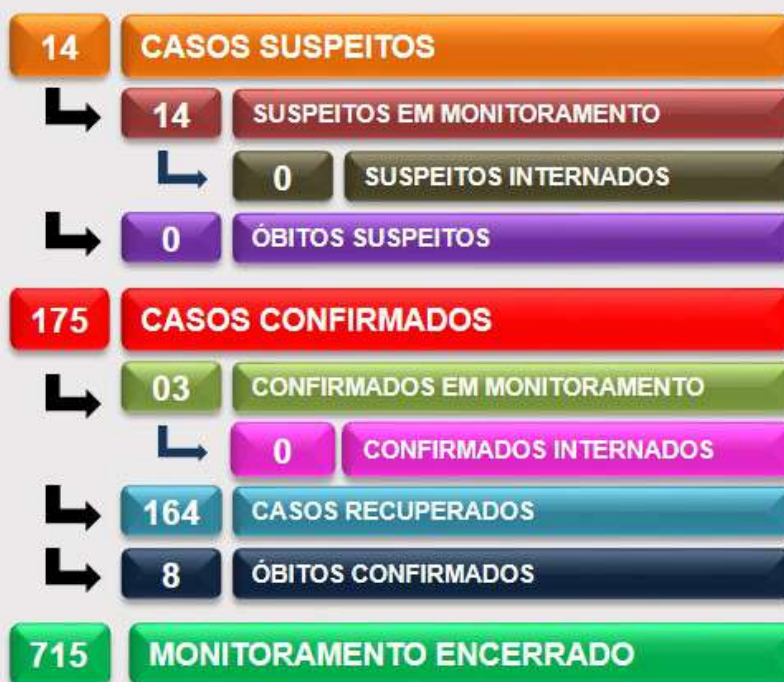 14 CASOS SUSPEITOS
14 SUSPEITOS EM MONITORAMENTO
0 SUSPEITOS INTERNADOS
0 ÓBITOS SUSPEITOS
175 CASOS CONFIRMADOS
03 CONFIRMADOS EM MONITORAMENTO
0 CONFIRMADOS INTERNADOS
164 CASOS RECUPERADOS
8 ÓBITOS CONFIRMADOS
715 MONITORAMENTO ENCERRADO